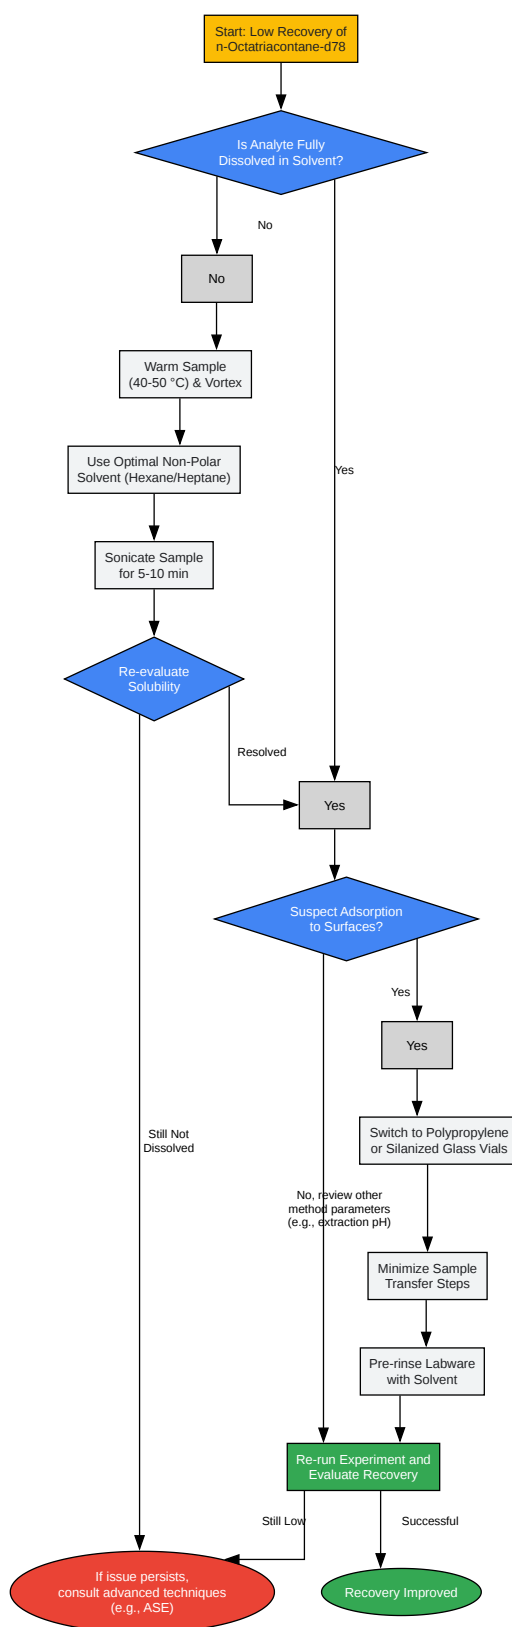 Start: Low Recovery of
n-Octatriacontane-d78
Is Analyte Fully
Dissolved in Solvent?
No
No
Warm Sample
(40-50 °C) & Vortex
Use Optimal Non-Polar
Solvent (Hexane/Heptane)
Yes
Sonicate Sample
for 5-10 min
Re-evaluate
Solubility
Resolved
Yes
Suspect Adsorption
to Surfaces?
Yes
Yes
Switch to Polypropylene
or Silanized Glass Vials
Still Not
Dissolved
No, review other
method parameters
(e.g., extraction pH)
Minimize Sample
Transfer Steps
Pre-rinse Labware
with Solvent
Re-run Experiment and
Evaluate Recovery
Still Low
Successful
If issue persists,
consult advanced techniques
(e.g., ASE)
Recovery Improved